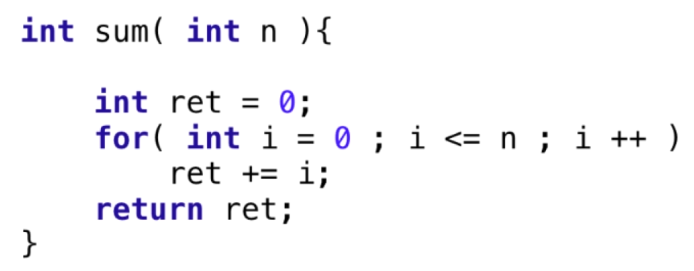 int sum( int n ){
int ret = 0;
for( int i = 0 ; i <= n ; i ++ )
ret += i;
return ret;
}